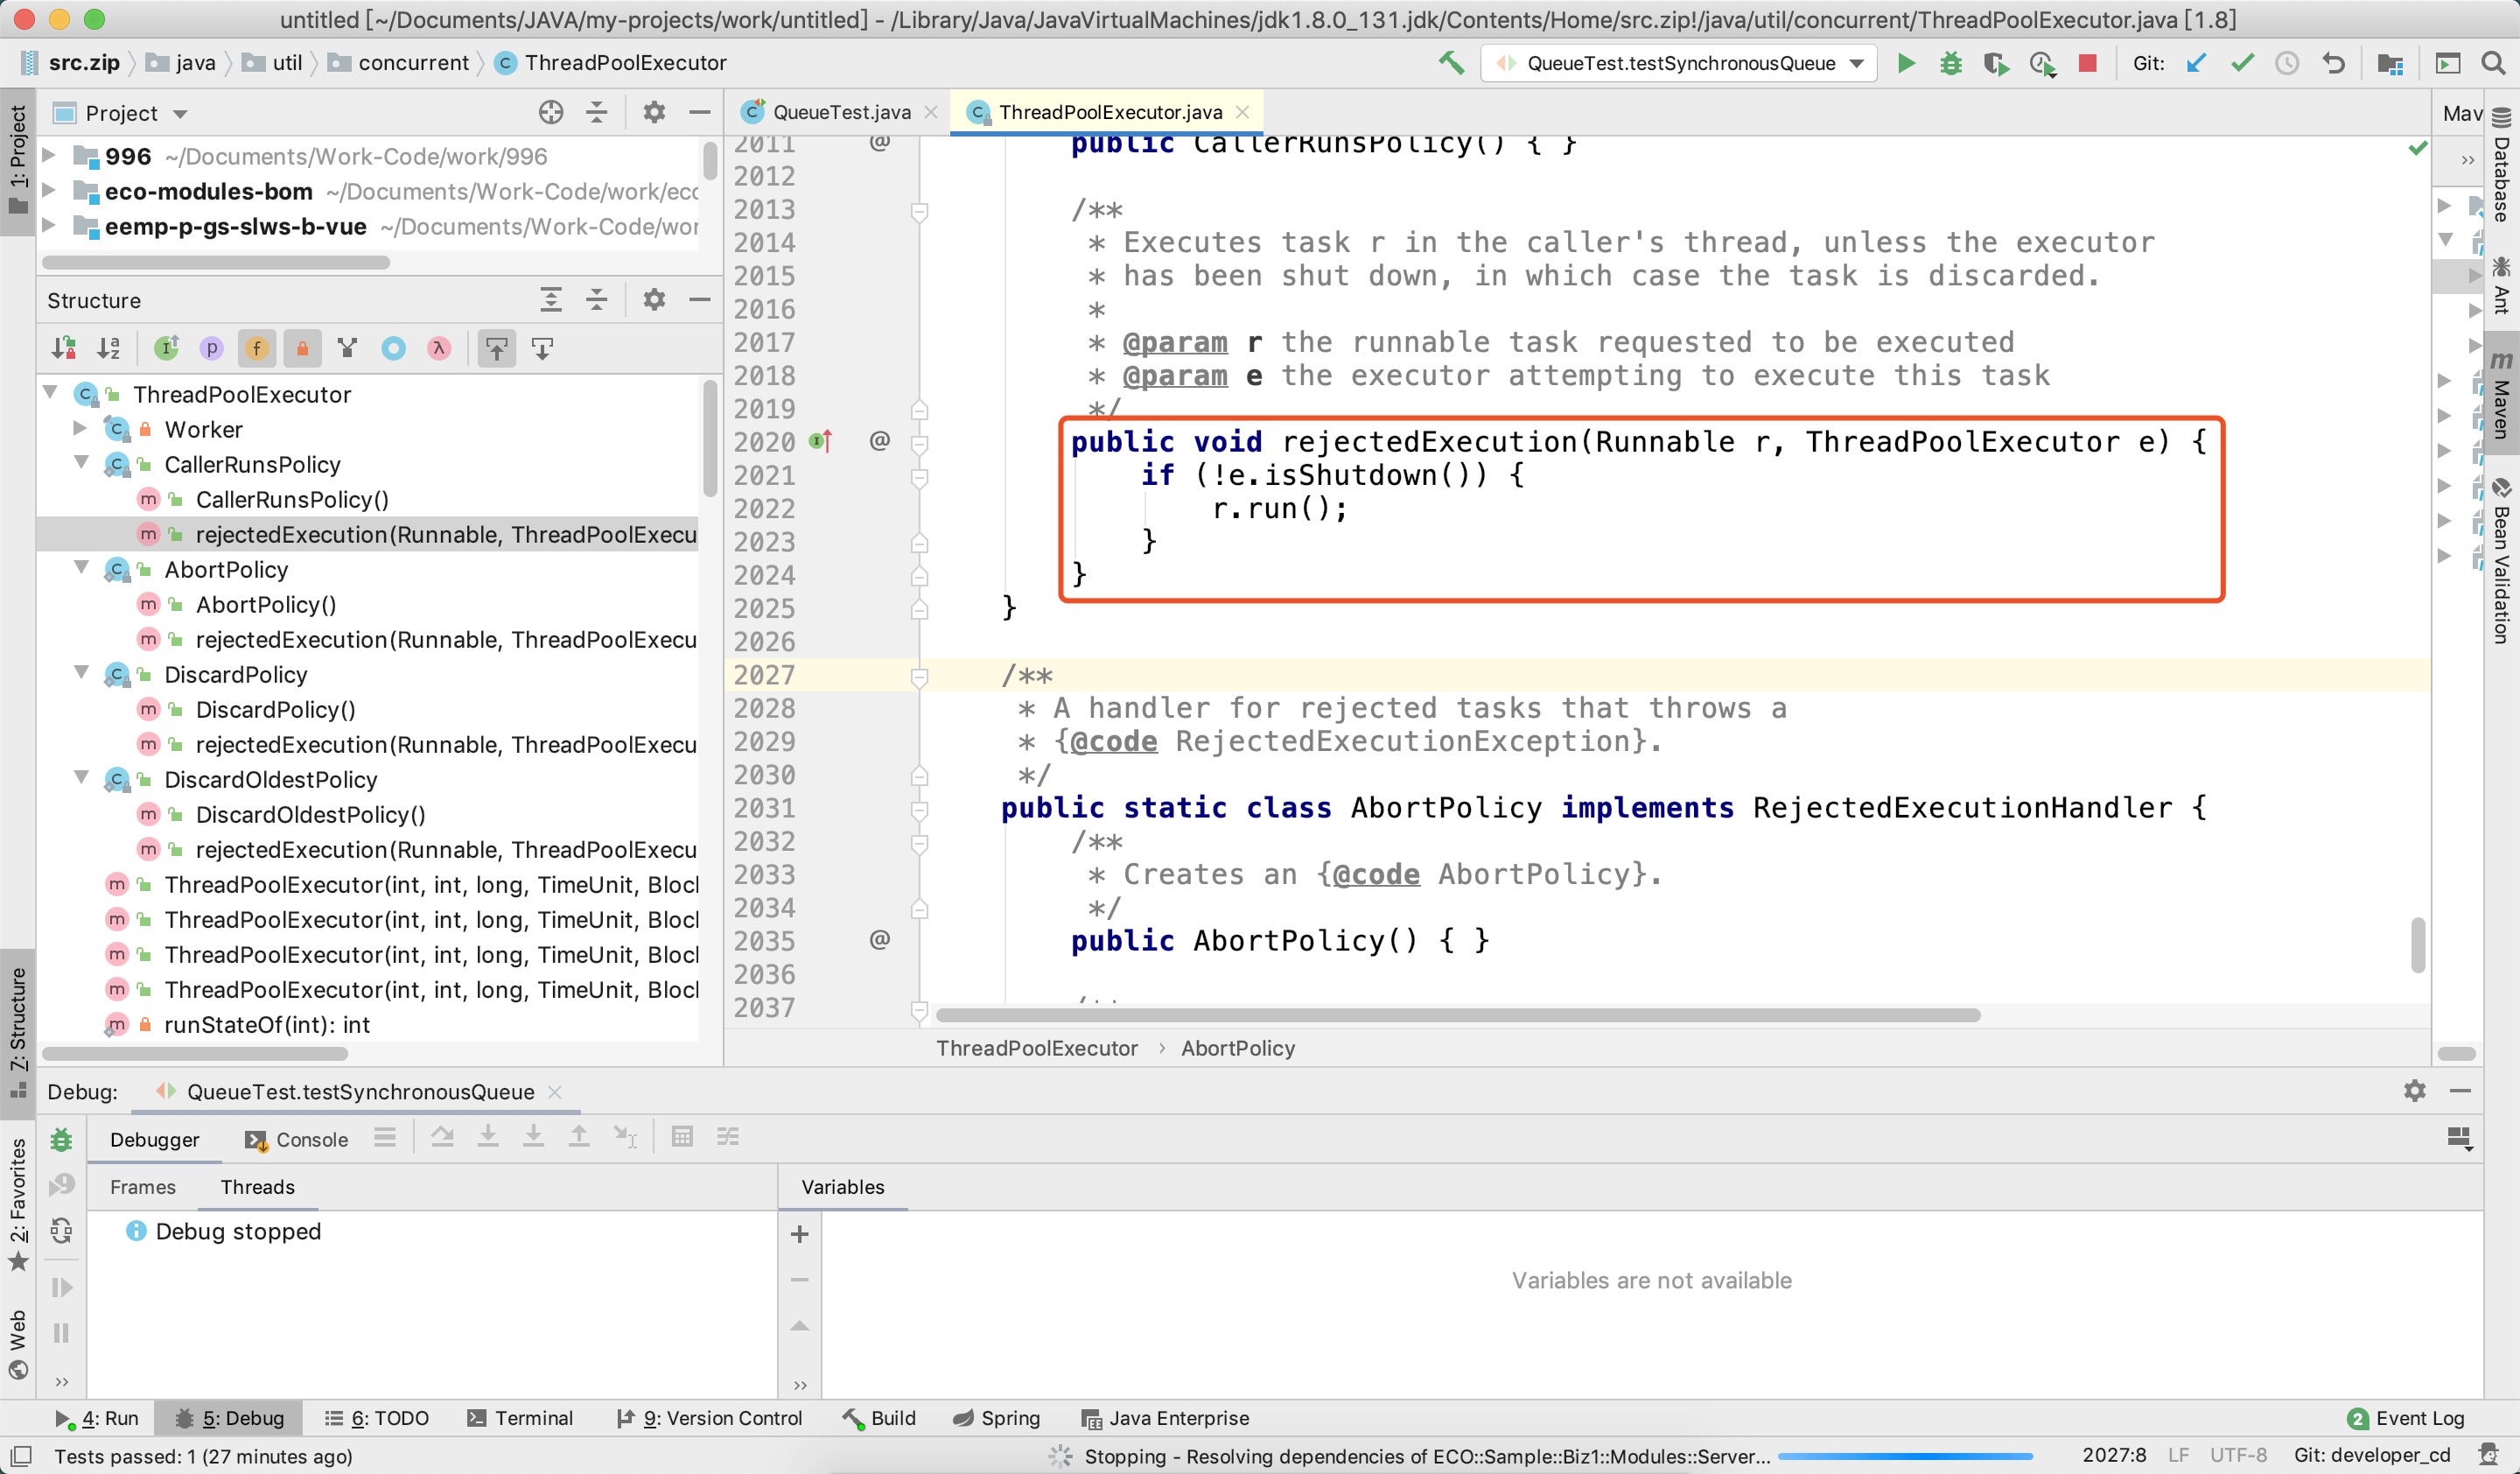 untitled [~/Documents/JAVA/my-projects/work/untitled] - /Library/Java/JavaVirtualMachines/jdk1.8.0_131.jdk/Contents/Home/src.zip!/java/util/concurrent/ThreadPoolExecutor.java [1.8]
src.zip java util concurrent ThreadPoolExecutor
QueueTest.testSynchronousQueue Git:
1: Project
Project
996 ~/Documents/Work-Code/work/996
eco-modules-bom ~/Documents/Work-Code/work/eco
eemp-p-gs-slws-b-vue ~/Documents/Work-Code/wor
Structure
ThreadPoolExecutor
Worker
CallerRunsPolicy
CallerRunsPolicy()
rejectedExecution(Runnable, ThreadPoolExecu
AbortPolicy
AbortPolicy()
rejectedExecution(Runnable, ThreadPoolExecu
DiscardPolicy
DiscardPolicy()
rejectedExecution(Runnable, ThreadPoolExecu
DiscardOldestPolicy
DiscardOldestPolicy()
rejectedExecution(Runnable, ThreadPoolExecu
ThreadPoolExecutor(int, int, long, TimeUnit, Bloc
ThreadPoolExecutor(int, int, long, TimeUnit, Bloc
ThreadPoolExecutor(int, int, long, TimeUnit, Bloc
ThreadPoolExecutor(int, int, long, TimeUnit, Bloc
runStateOf(int): int
7: Structure
QueueTest.java ThreadPoolExecutor.java
2011 @ public CallerRunsPolicy() { }
2012
2013 /**
2014 * Executes task r in the caller's thread, unless the executor
2015 * has been shut down, in which case the task is discarded.
2016 *
2017 * @param r the runnable task requested to be executed
2018 * @param e the executor attempting to execute this task
2019 */
2020 @ public void rejectedExecution(Runnable r, ThreadPoolExecutor e) {
2021 if (!e.isShutdown()) {
2022 r.run();
2023 }
2024 }
2025 }
2026
2027 /**
2028 * A handler for rejected tasks that throws a
2029 * {@code RejectedExecutionException}.
2030 */
2031 public static class AbortPolicy implements RejectedExecutionHandler {
2032 /**
2033 * Creates an {@code AbortPolicy}.
2034 */
2035 @ public AbortPolicy() { }
2036
2037 /**
ThreadPoolExecutor › AbortPolicy
Mav
Database
Ant
Maven
Bean Validation
Debug: QueueTest.testSynchronousQueue
Debugger Console
Frames Threads Variables
Debug stopped
Variables are not available
2: Favorites
Web
4: Run 5: Debug 6: TODO Terminal 9: Version Control Build Spring Java Enterprise 2 Event Log
Tests passed: 1 (27 minutes ago) Stopping - Resolving dependencies of ECO::Sample::Biz1::Modules::Server... 2027:8 LF UTF-8 Git: developer_cd